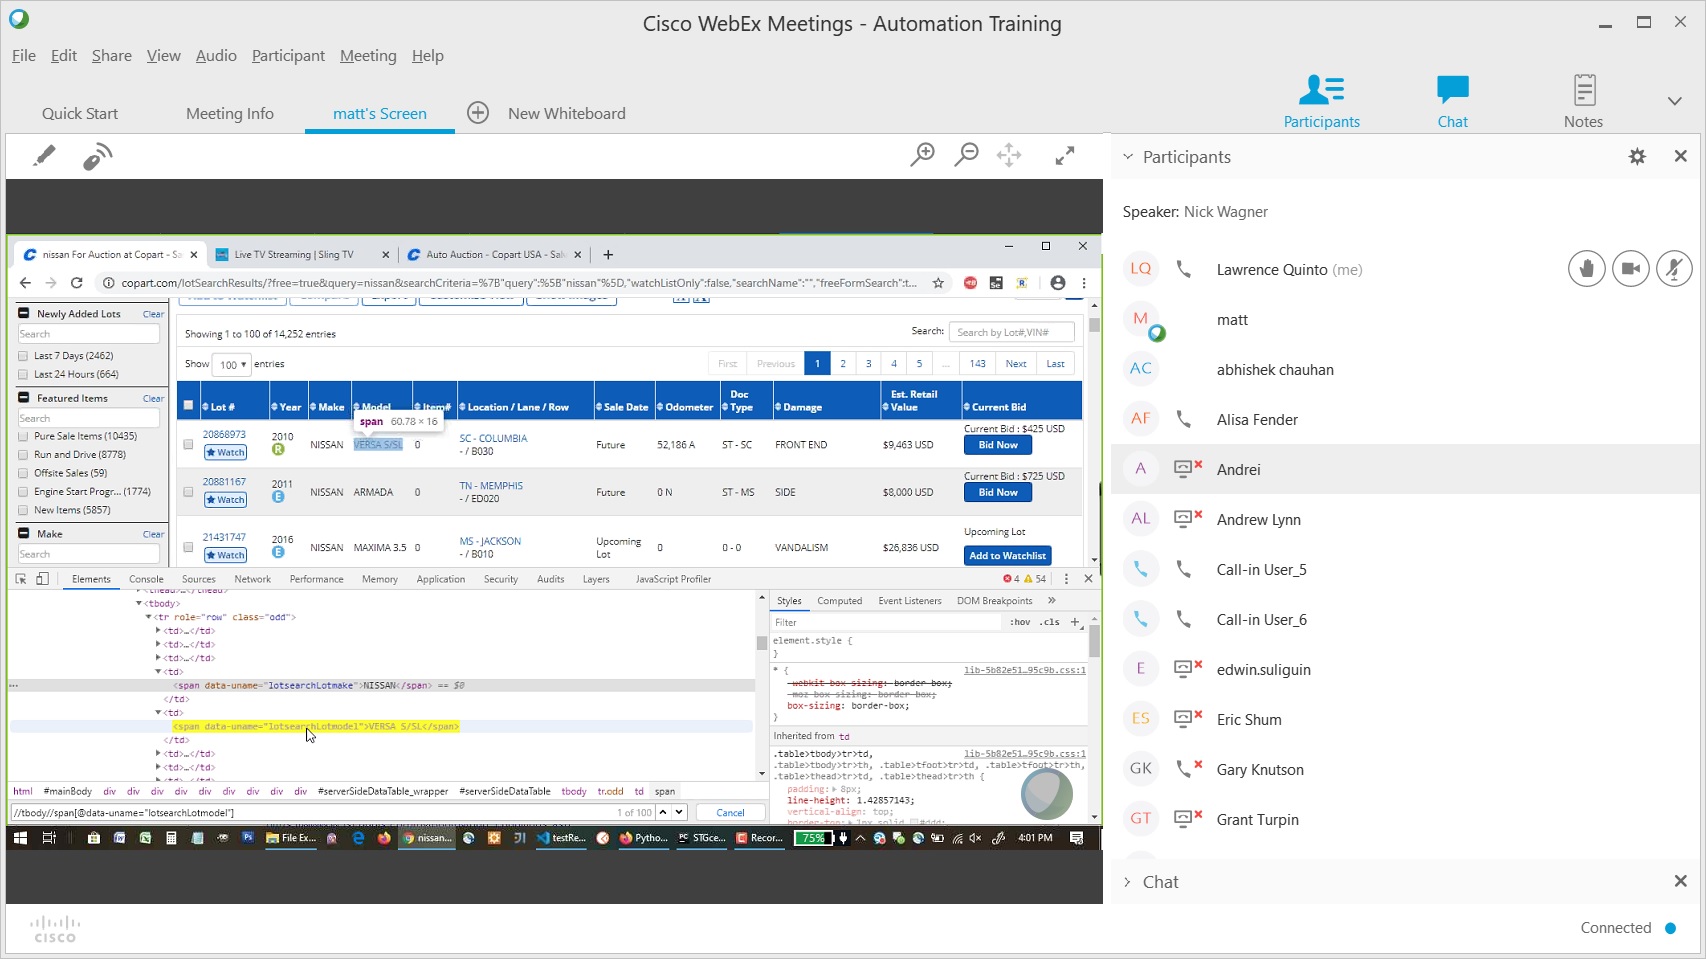 Cisco WebEx Meetings - Automation Training
File Edit Share View Audio Participant Meeting Help
Quick Start Meeting Info matt's Screen New Whiteboard
Participants Chat Notes
nissan For Auction at Copart - Sa
Live TV Streaming | Sling TV
Auto Auction - Copart USA - Sale
copart.com/lotSearchResults/?free=true&query=nissan&searchCriteria=%7B"query":%5B"nissan"%5D,"watchListOnly":false,"searchName":"","freeFormSearch":t...
Newly Added Lots Clear
Search
Last 7 Days (2462)
Last 24 Hours (664)
Featured Items Clear
Search
Pure Sale Items (10435)
Run and Drive (8778)
Offsite Sales (59)
Engine Start Progr... (1774)
New Items (5857)
Make Clear
Search
Showing 1 to 100 of 14,252 entries
Search: Search by Lot#,VIN#
Show 100 entries
First Previous 1 2 3 4 5 ... 143 Next Last
Lot # Year Make Model Item# Location / Lane / Row Sale Date Odometer Doc Type Damage Est. Retail Value Current Bid
span 60.78 × 16
20868973 Watch 2010 R NISSAN VERSA S/SL 0 SC - COLUMBIA - / B030 Future 52,186 A ST - SC FRONT END $9,463 USD Current Bid : $425 USD Bid Now
20881167 Watch 2011 E NISSAN ARMADA 0 TN - MEMPHIS - / ED020 Future 0 N ST - MS SIDE $8,000 USD Current Bid : $725 USD Bid Now
21431747 Watch 2016 E NISSAN MAXIMA 3.5 0 MS - JACKSON - / B010 Upcoming Lot 0 0 - 0 VANDALISM $26,836 USD Upcoming Lot Add to Watchlist
Elements Console Sources Network Performance Memory Application Security Audits Layers JavaScript Profiler 4 54
<thead>…</thead>
<tbody>
<tr role="row" class="odd">
<td>…</td>
<td>…</td>
<td>…</td>
<td>
<span data-uname="lotsearchLotmake">NISSAN</span> == $0
</td>
<td>
<span data-uname="lotsearchLotmodel">VERSA S/SL</span>
</td>
<td>…</td>
<td>…</td>
<td>…</td>
html #mainBody div div div div div div div div div #serverSideDataTable_wrapper #serverSideDataTable tbody tr.odd td span
//tbody//span[@data-uname="lotsearchLotmodel"] 1 of 100 Cancel
Styles Computed Event Listeners DOM Breakpoints »
Filter :hov .cls +
element.style {
}
* { lib-5b82e51…95c9b.css:1
-webkit-box-sizing: border-box;
-moz-box-sizing: border-box;
box-sizing: border-box;
}
Inherited from td
.table>tbody>tr>td, lib-5b82e51…95c9b.css:1
.table>tbody>tr>th, .table>tfoot>tr>td, .table>tfoot>tr>th,
.table>thead>tr>td, .table>thead>tr>th {
padding: 8px;
line-height: 1.42857143;
vertical-align: top;
border-top: 1px solid #ddd;
File Ex... nissan... testRe... Pytho... STGce... Recor... 75% 4:01 PM
Participants
Speaker: Nick Wagner
LQ Lawrence Quinto (me)
M matt
AC abhishek chauhan
AF Alisa Fender
A Andrei
AL Andrew Lynn
Call-in User_5
Call-in User_6
E edwin.suliguin
ES Eric Shum
GK Gary Knutson
GT Grant Turpin
Chat
CISCO
Connected